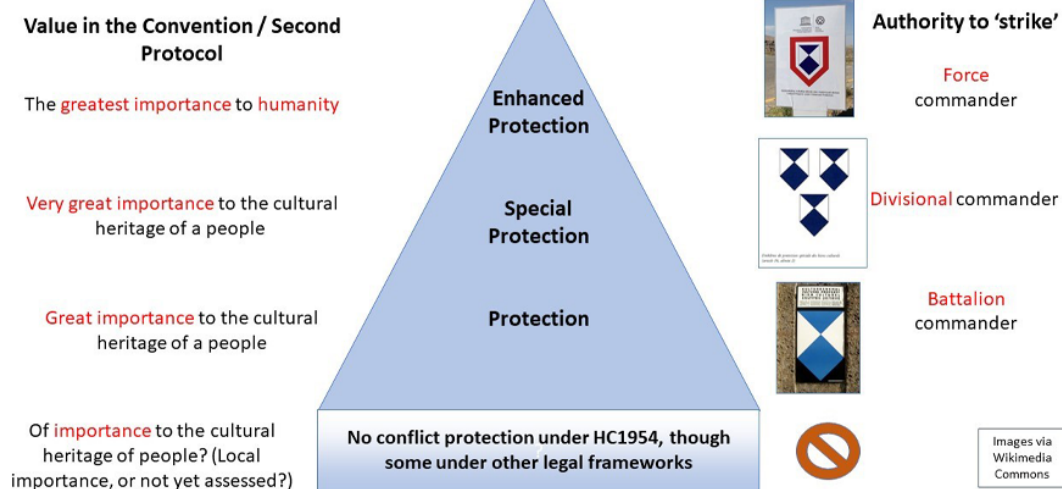 Value in the Convention / Second
Protocol
Authority to ‘strike’
The greatest importance to humanity
Enhanced
Protection
Force
commander
Very great importance to the cultural
heritage of a people
Special
Protection
Divisional commander
Great importance to the cultural
heritage of a people
Protection
Battalion
commander
Of importance to the cultural
heritage of people? (Local
importance, or not yet assessed?)
No conflict protection under HC1954, though
some under other legal frameworks
Images via
Wikimedia
Commons